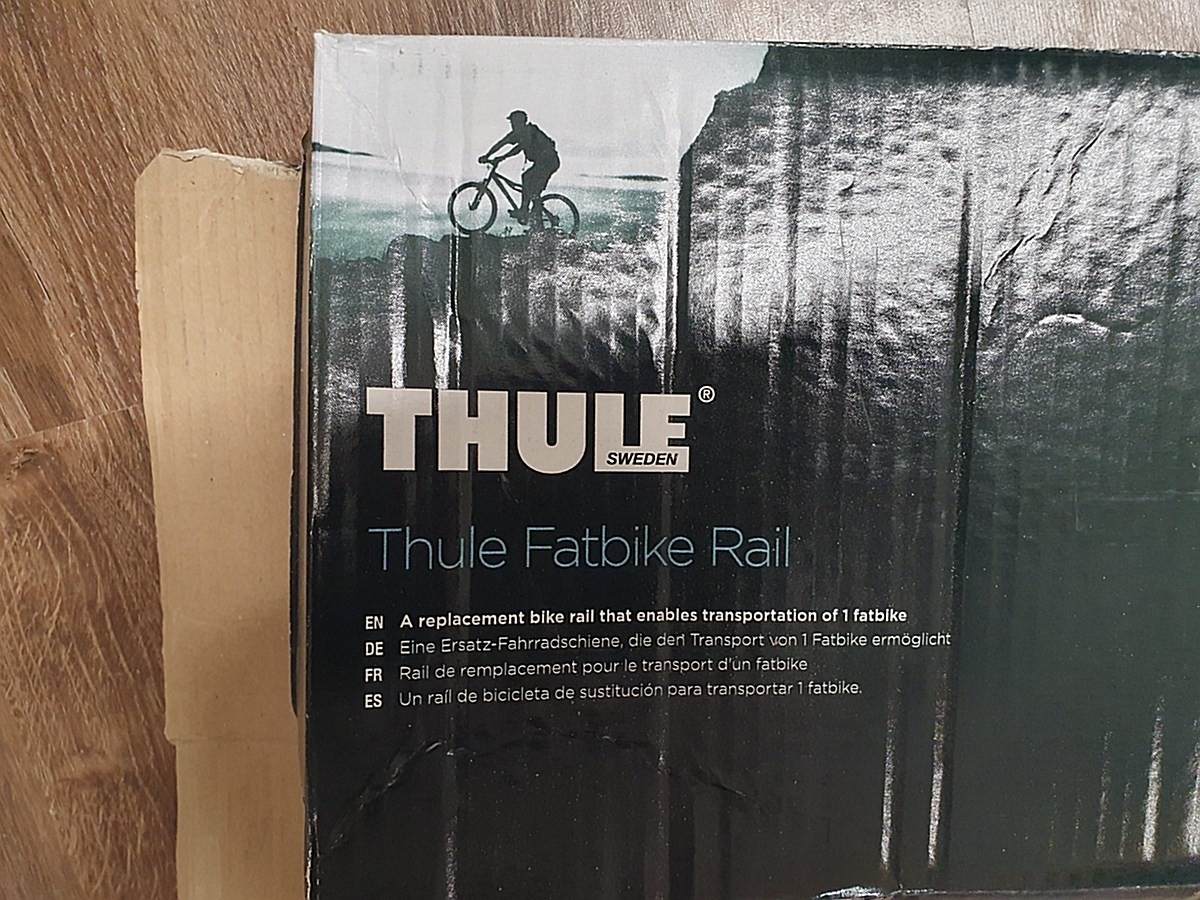 THULE®
SWEDEN
Thule Fatbike Rail
EN A replacement bike rail that enables transportation of 1 fatbike
DE Eine Ersatz-Fahrradschiene, die den Transport von 1 Fatbike ermöglicht
FR Rail de remplacement pour le transport d'un fatbike
ES Un raíl de bicicleta de sustitución para transportar 1 fatbike.